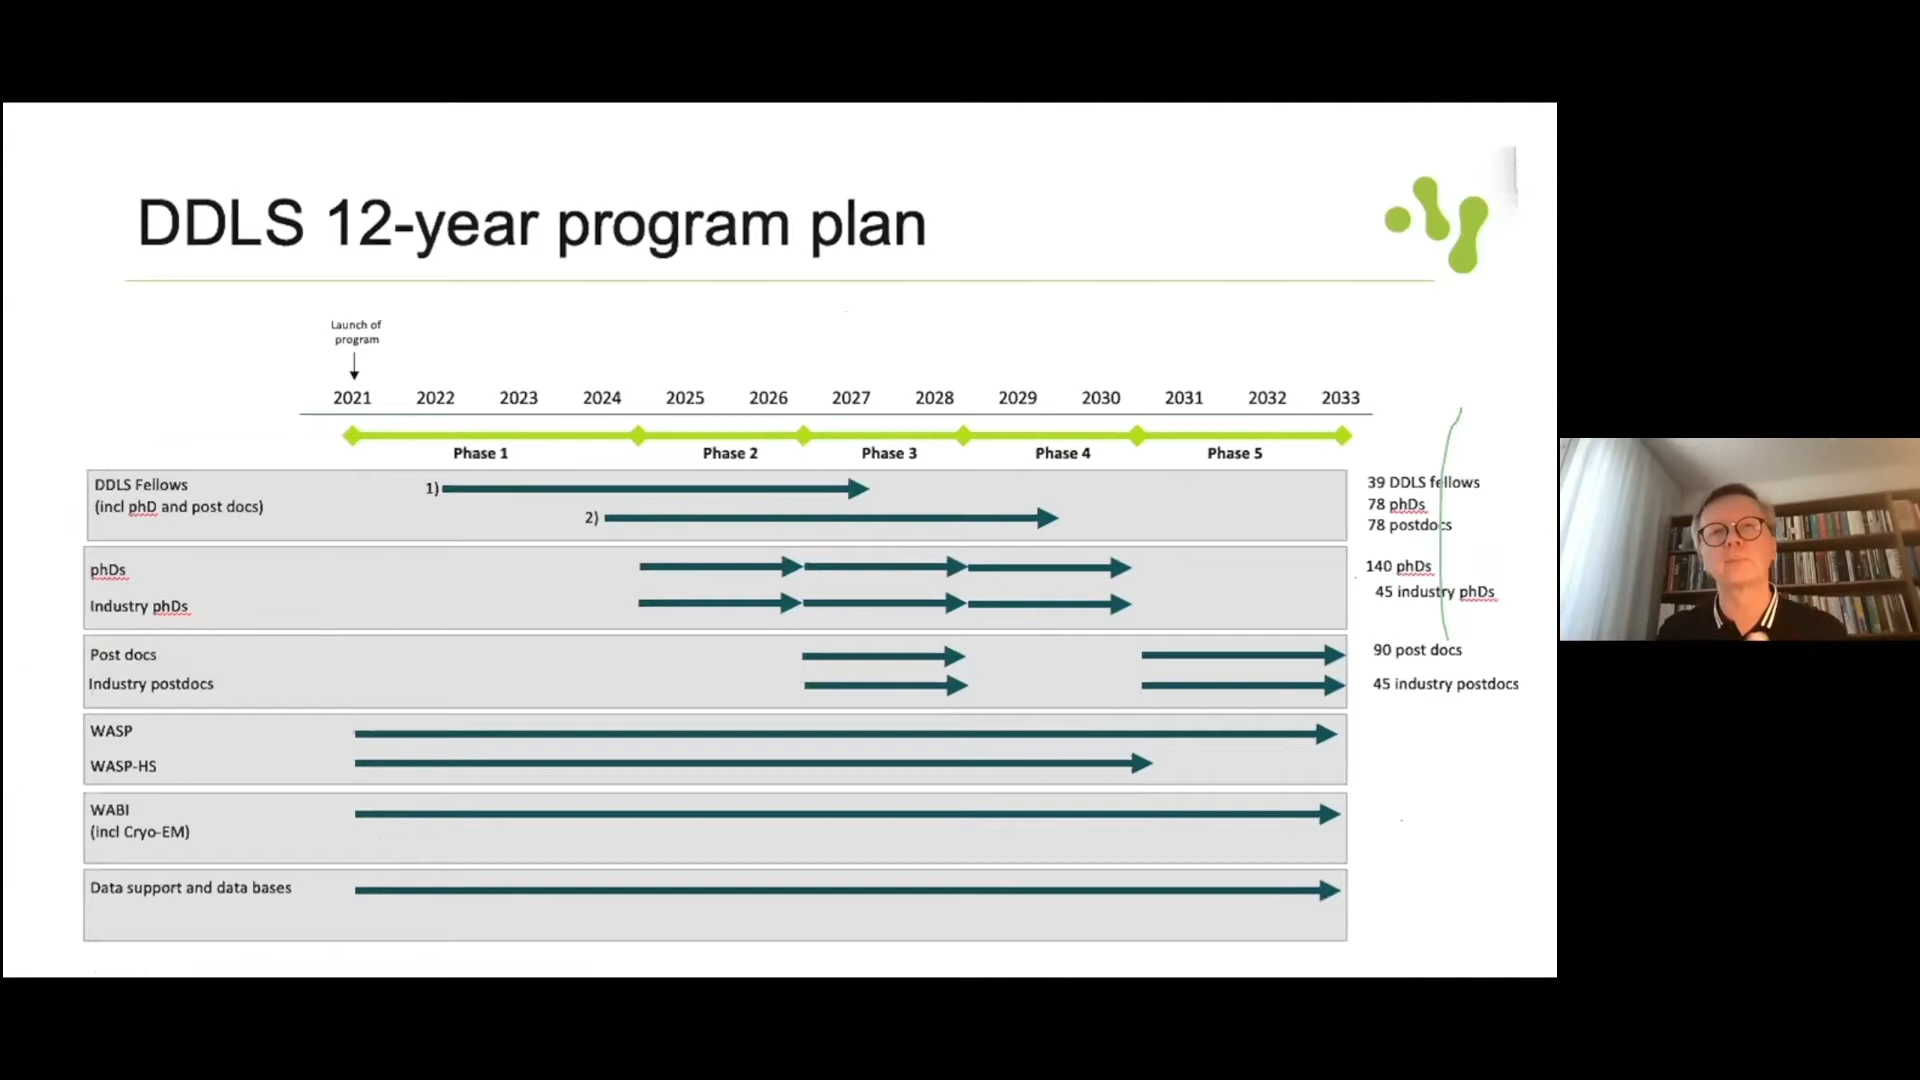 DDLS 12-year program plan
Launch of
program
2021 2022 2023 2024 2025 2026 2027 2028 2029 2030 2031 2032 2033
Phase 1 Phase 2 Phase 3 Phase 4 Phase 5
DDLS Fellows
(incl phD and post docs)
1)
2)
39 DDLS fellows
78 phDs
78 postdocs
phDs
140 phDs
Industry phDs
45 industry phDs
Post docs
90 post docs
Industry postdocs
45 industry postdocs
WASP
WASP-HS
WABI
(incl Cryo-EM)
Data support and data bases